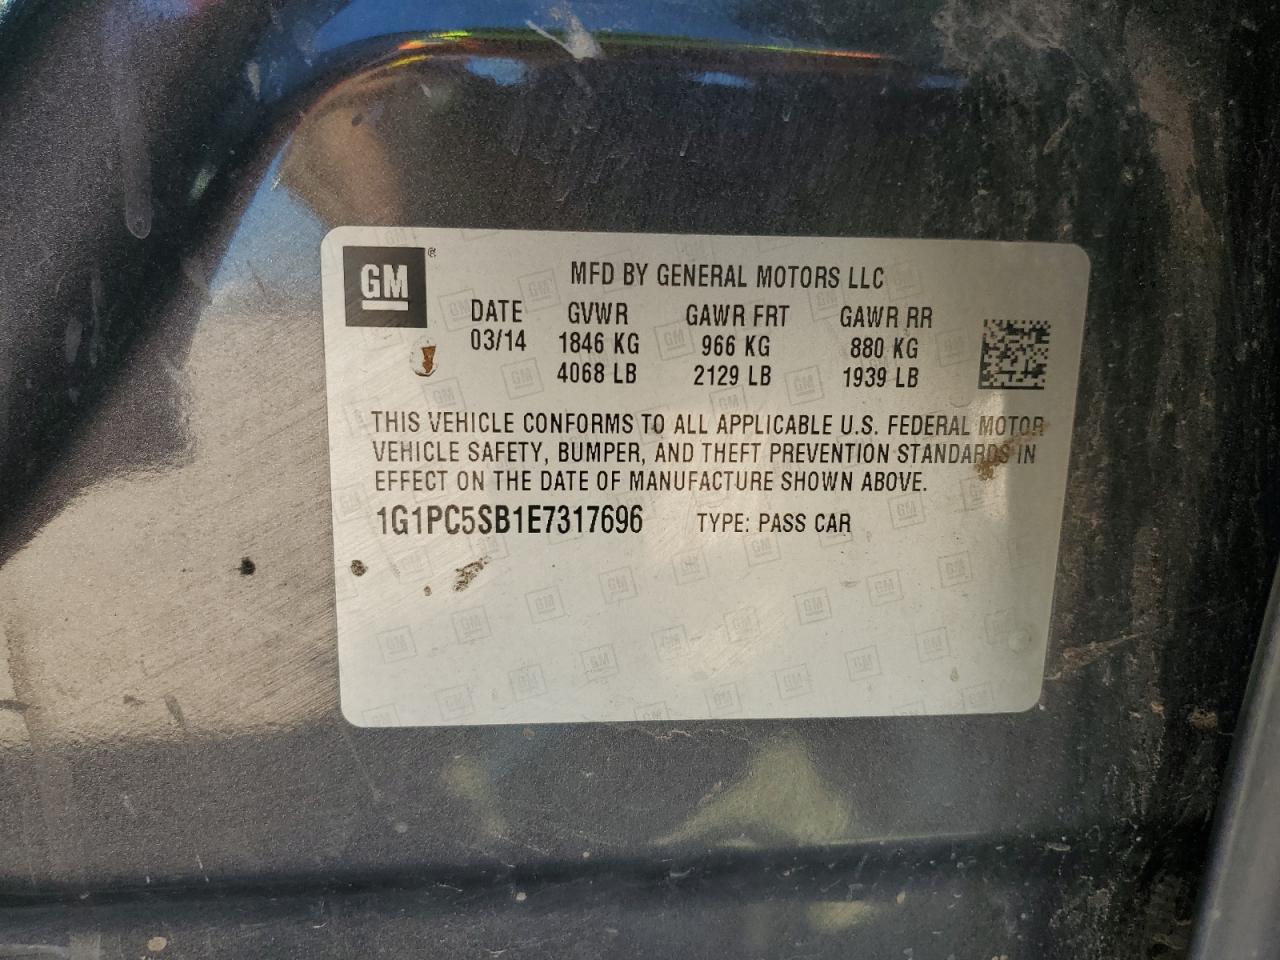 GM ®
MFD BY GENERAL MOTORS LLC
DATE GVWR GAWR FRT GAWR RR
03/14 1846 KG 966 KG 880 KG
4068 LB 2129 LB 1939 LB
THIS VEHICLE CONFORMS TO ALL APPLICABLE U.S. FEDERAL MOTOR
VEHICLE SAFETY, BUMPER, AND THEFT PREVENTION STANDARDS IN
EFFECT ON THE DATE OF MANUFACTURE SHOWN ABOVE.
1G1PC5SB1E7317696 TYPE: PASS CAR